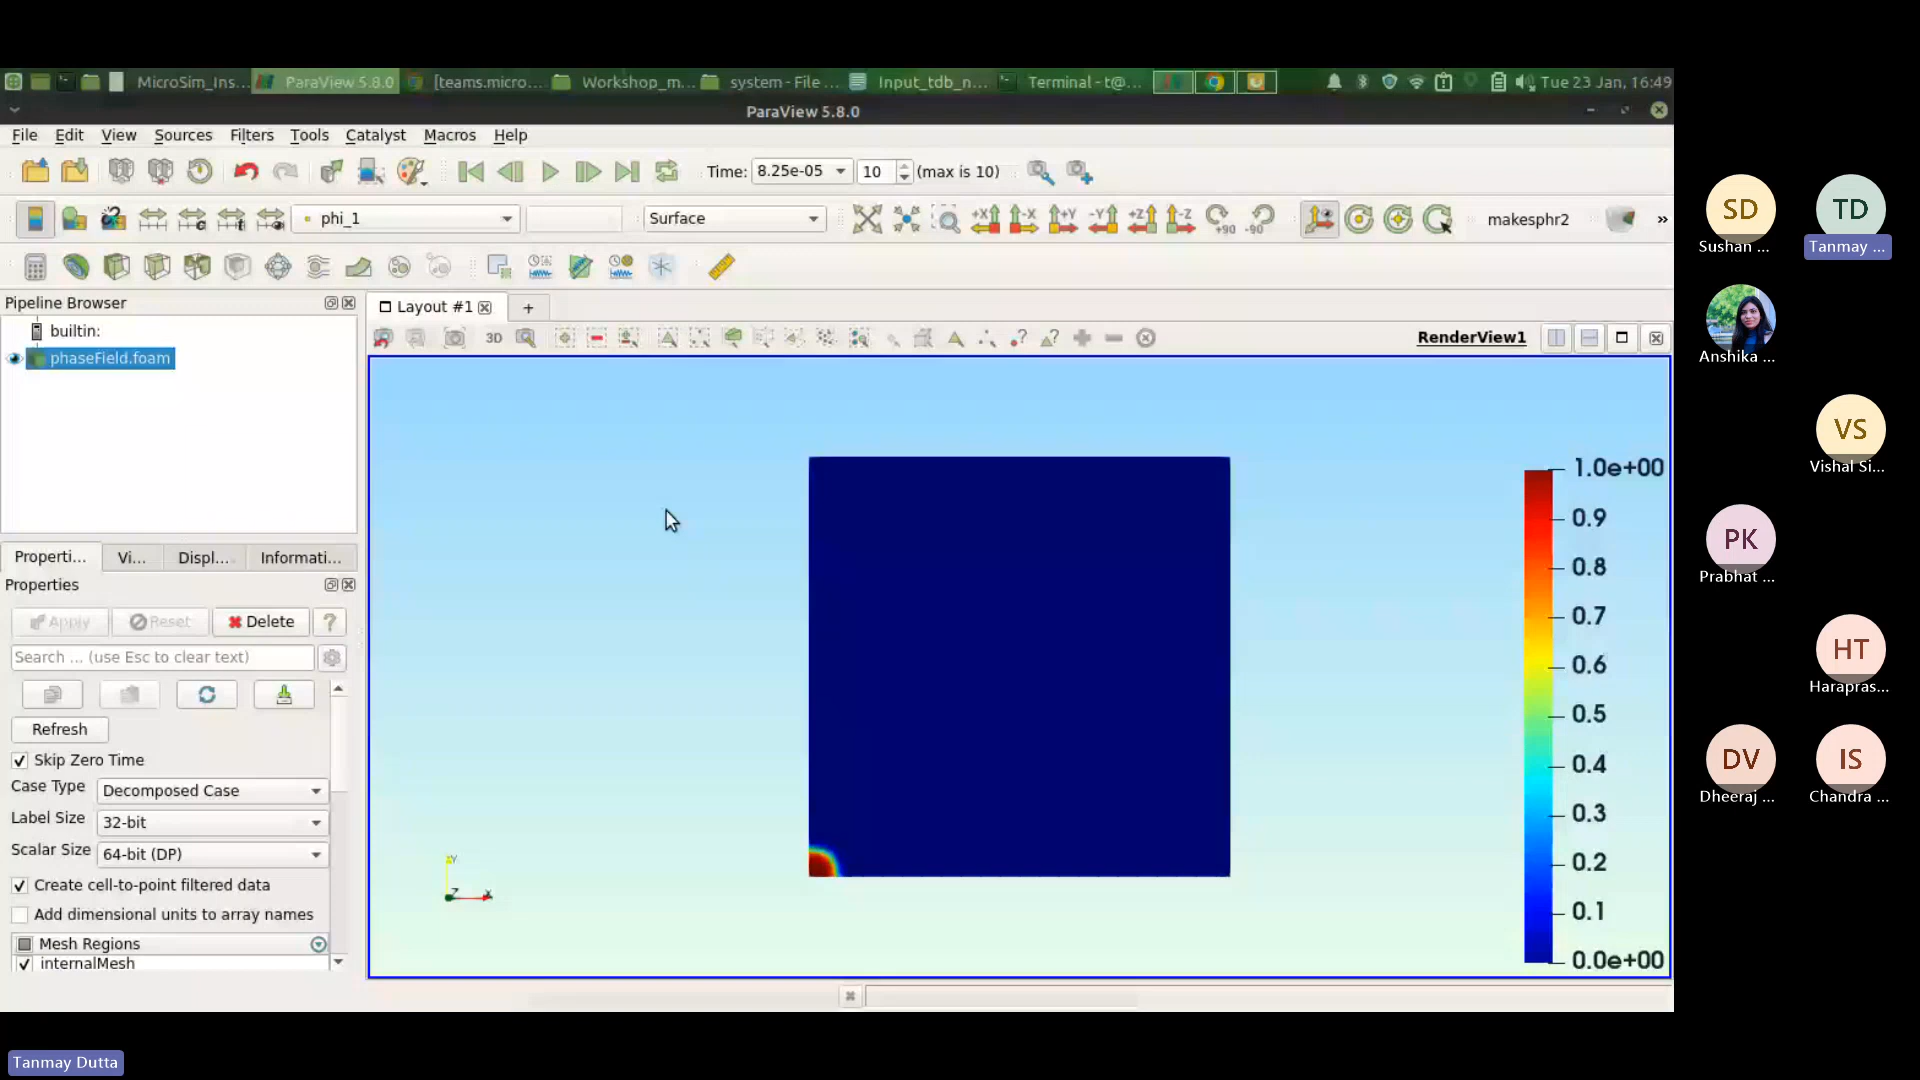 MicroSim_Ins...
ParaView 5.8.0
[teams.micro...
Workshop_m...
system - File ...
Input_tdb_n...
Terminal - t@...
Tue 23 Jan, 16:49
ParaView 5.8.0
File Edit View Sources Filters Tools Catalyst Macros Help
Time: 8.25e-05 10 (max is 10)
phi_1
Surface
+X -X +Y -Y +Z -Z +90 -90
makesphr2
»
Pipeline Browser
builtin:
phaseField.foam
Layout #1
+
3D
RenderView1
Properti... Vi... Displ... Informati...
Properties
Apply Reset Delete ?
Search ... (use Esc to clear text)
Refresh
Skip Zero Time
Case Type Decomposed Case
Label Size 32-bit
Scalar Size 64-bit (DP)
Create cell-to-point filtered data
Add dimensional units to array names
Mesh Regions
internalMesh
Y
Z
X
1.0e+00
0.9
0.8
0.7
0.6
0.5
0.4
0.3
0.2
0.1
0.0e+00
SD
Sushan ...
TD
Tanmay ...
Anshika ...
VS
Vishal Si...
PK
Prabhat ...
HT
Harapras...
DV
Dheeraj ...
IS
Chandra ...
Tanmay Dutta